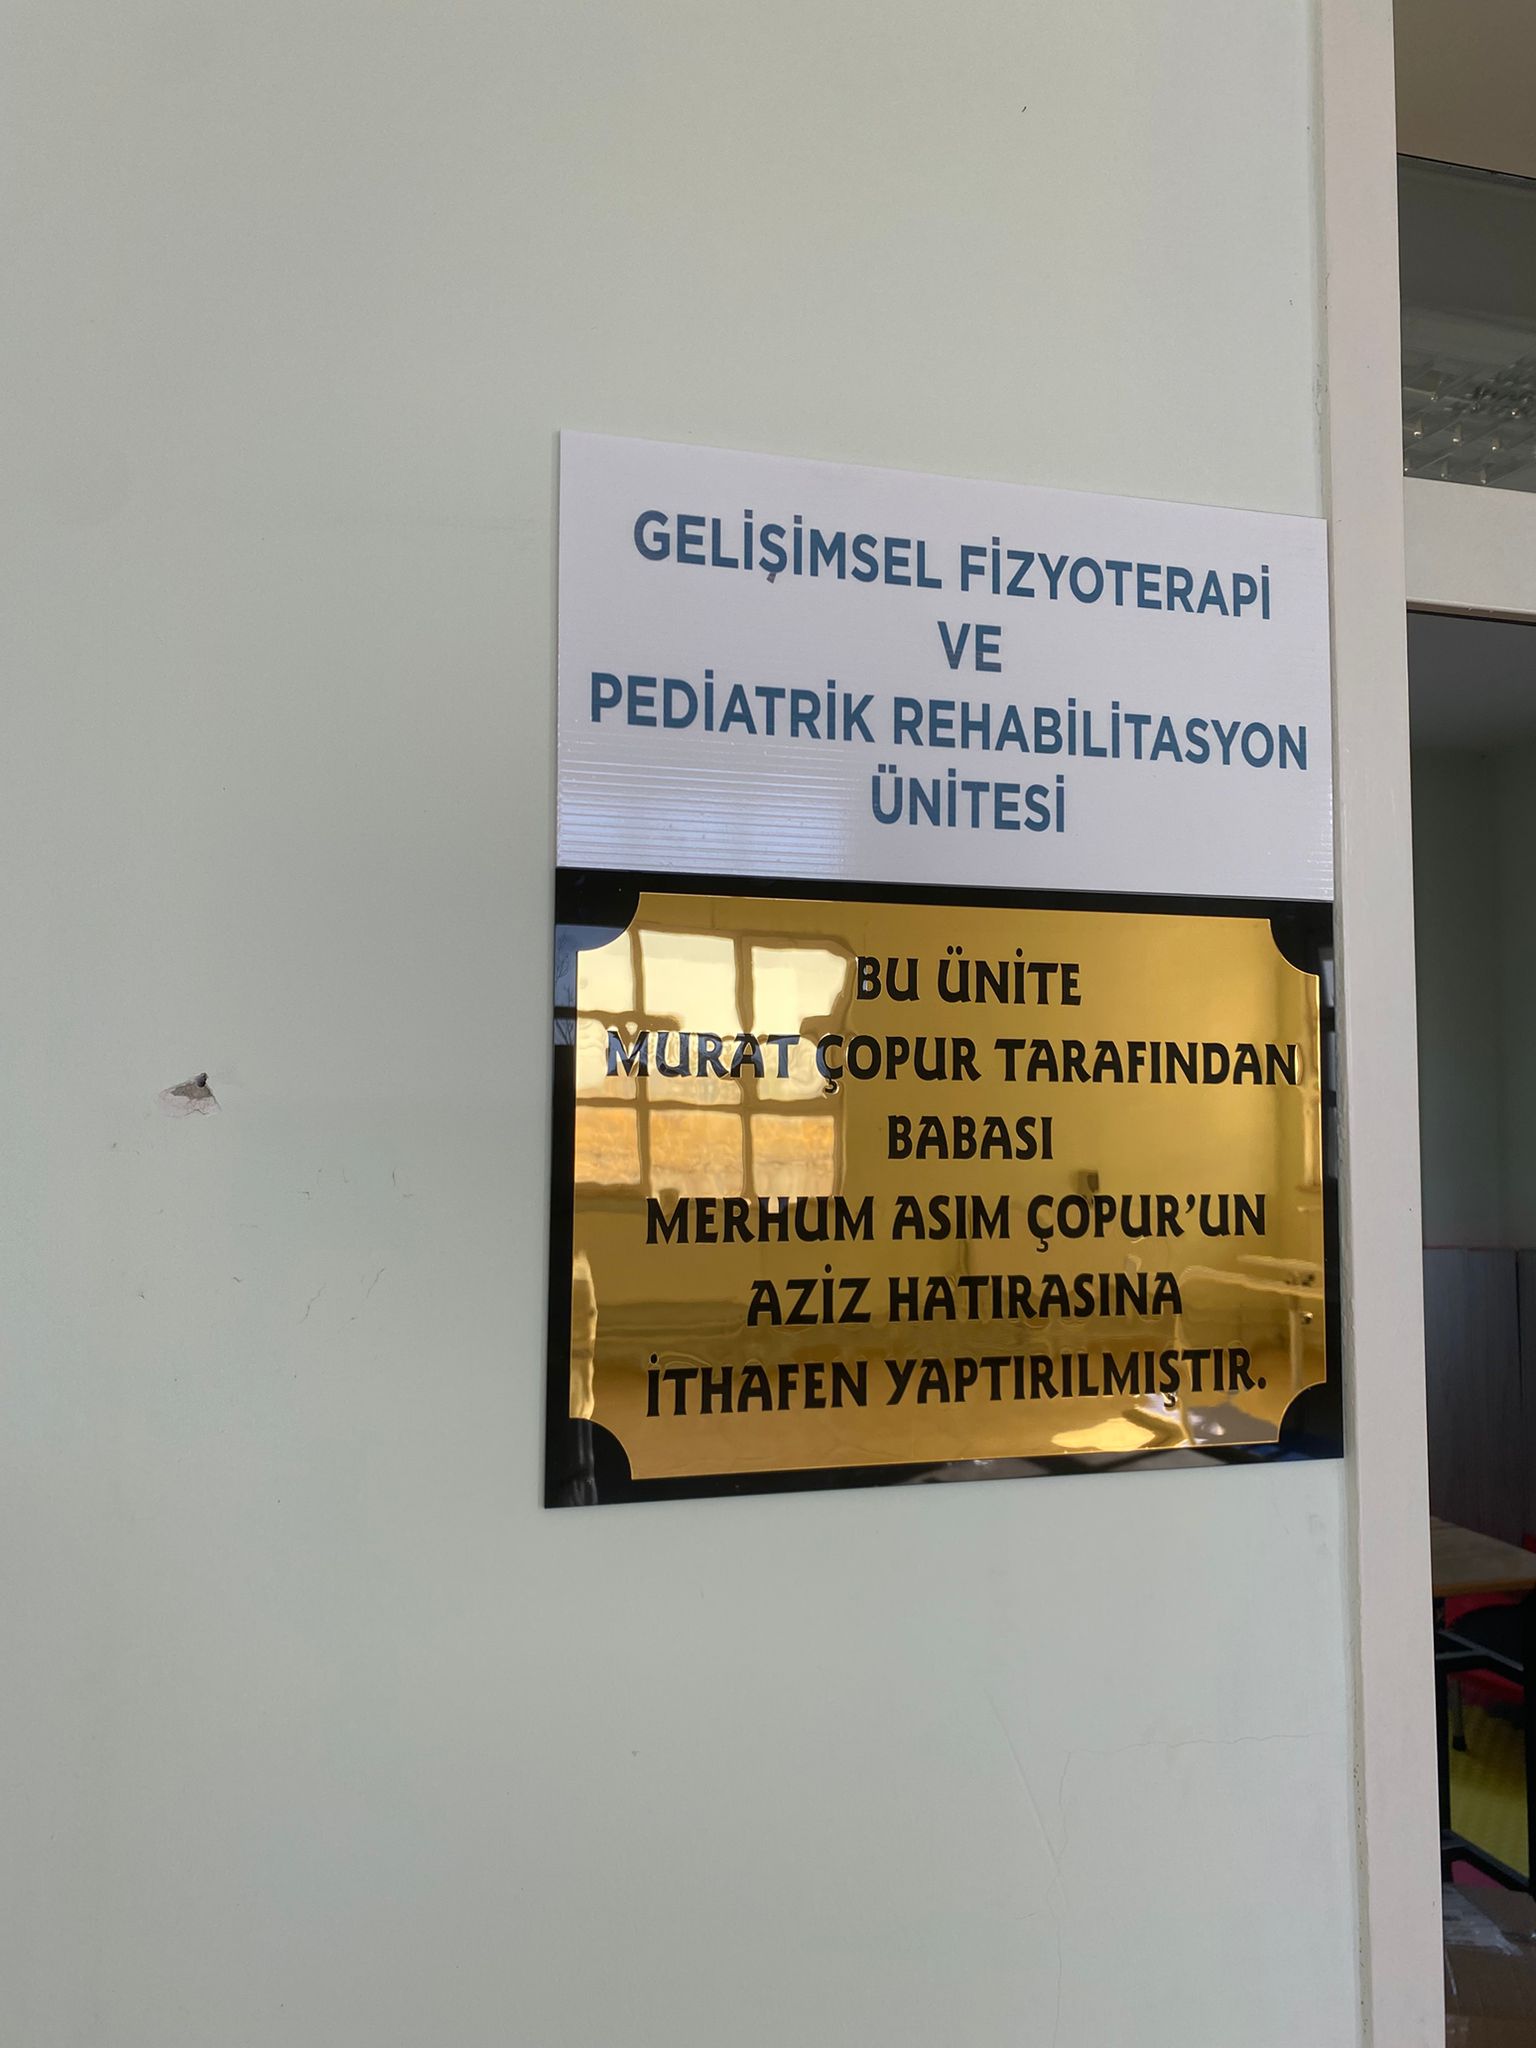 GELİŞİMSEL FİZYOTERAPİ
VE
PEDİATRİK REHABİLİTASYON
ÜNİTESİ
BU ÜNİTE
MURAT ÇOPUR TARAFINDAN
BABASI
MERHUM ASIM ÇOPUR'UN
AZİZ HATIRASINA
İTHAFEN YAPTIRILMIŞTIR.